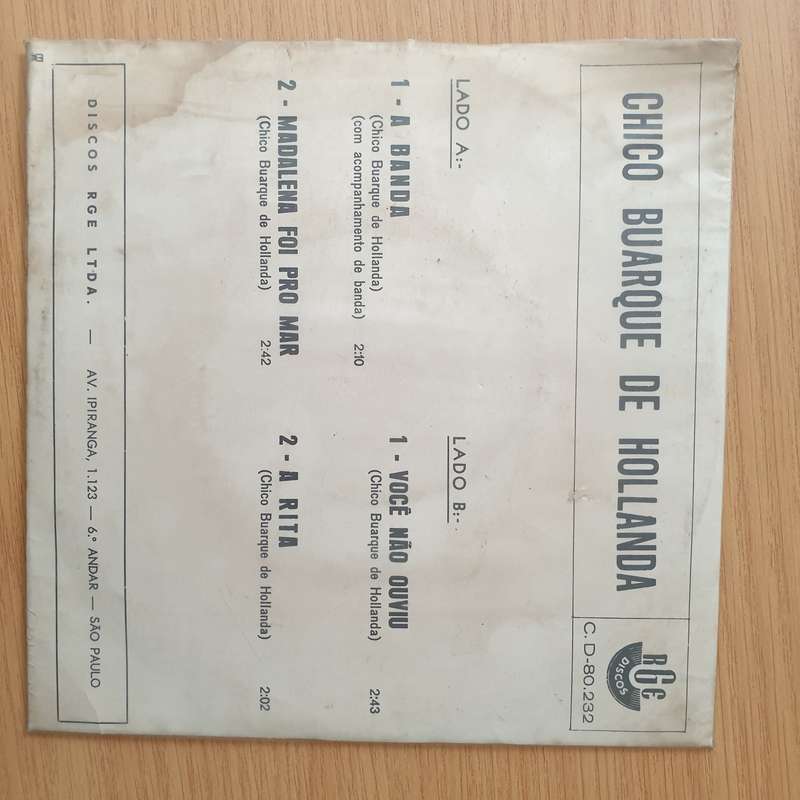 CHICO BUARQUE DE HOLLANDA
RGE
DISCOS
C. D-80.232
LADO A:-
1 - A BANDA
(Chico Buarque de Hollanda)
(com acompanhamento de banda) 2:10
2 - MADALENA FOI PRO MAR
(Chico Buarque de Hollanda) 2:42
LADO B:-
1 - VOCÊ NÃO OUVIU
(Chico Buarque de Hollanda) 2:43
2 - A RITA
(Chico Buarque de Hollanda) 2:02
DISCOS RGE LTDA. — AV. IPIRANGA, 1.123 — 6.º ANDAR — SÃO PAULO